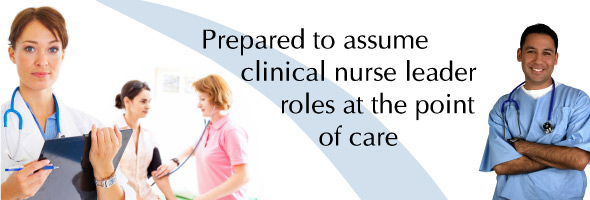 Prepared to assume
clinical nurse leader
roles at the point
of care